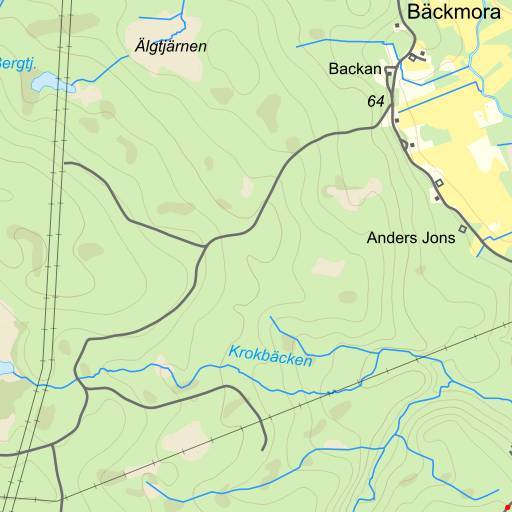 Bäckmora
Älgtjärnen
Bergtj.
Backan
64
Anders Jons
Krokbäcken